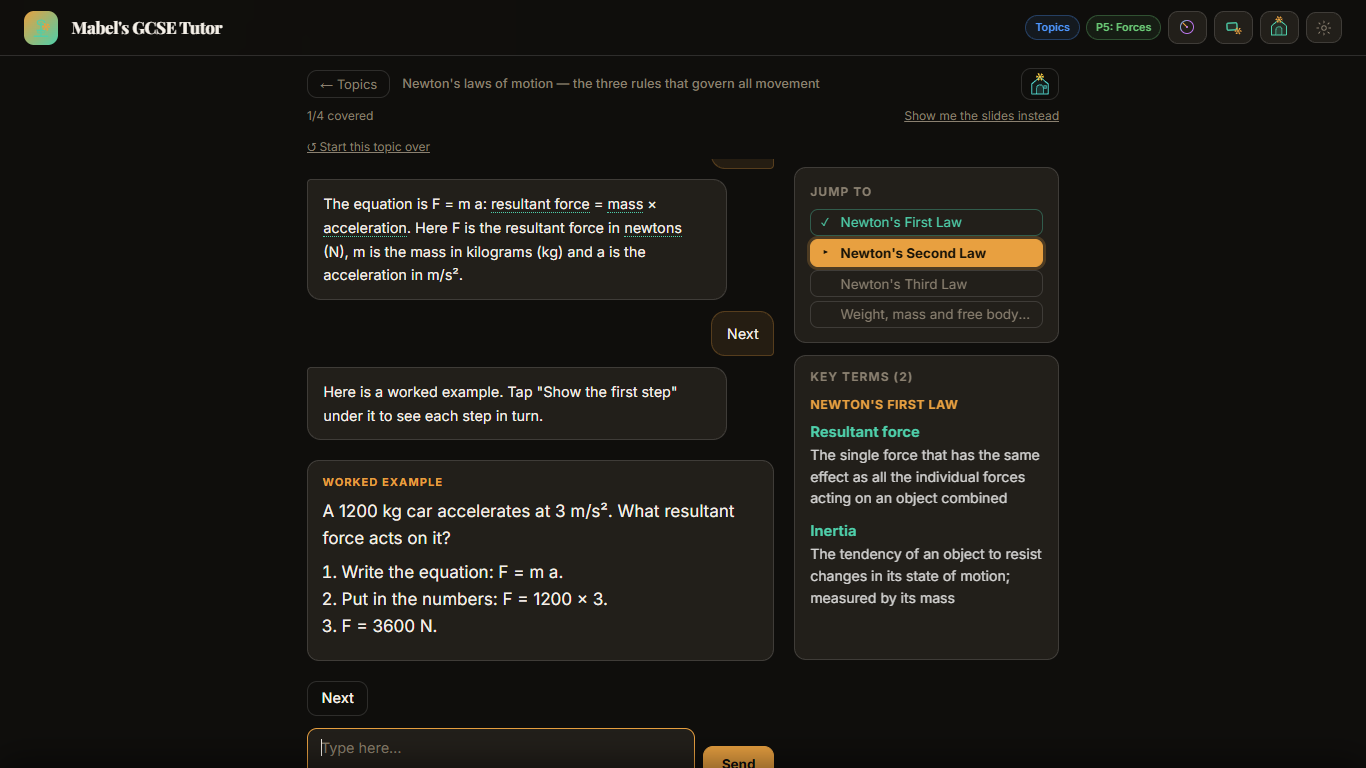 Mabel's GCSE Tutor
Topics
P5: Forces
← Topics
Newton's laws of motion — the three rules that govern all movement
1/4 covered
Show me the slides instead
↺ Start this topic over
The equation is F = m a: resultant force = mass ×
acceleration. Here F is the resultant force in newtons
(N), m is the mass in kilograms (kg) and a is the
acceleration in m/s².
Next
Here is a worked example. Tap "Show the first step"
under it to see each step in turn.
WORKED EXAMPLE
A 1200 kg car accelerates at 3 m/s². What resultant
force acts on it?
1. Write the equation: F = m a.
2. Put in the numbers: F = 1200 × 3.
3. F = 3600 N.
Next
Type here...
Send
JUMP TO
✓ Newton's First Law
‣ Newton's Second Law
Newton's Third Law
Weight, mass and free body...
KEY TERMS (2)
NEWTON'S FIRST LAW
Resultant force
The single force that has the same
effect as all the individual forces
acting on an object combined
Inertia
The tendency of an object to resist
changes in its state of motion;
measured by its mass